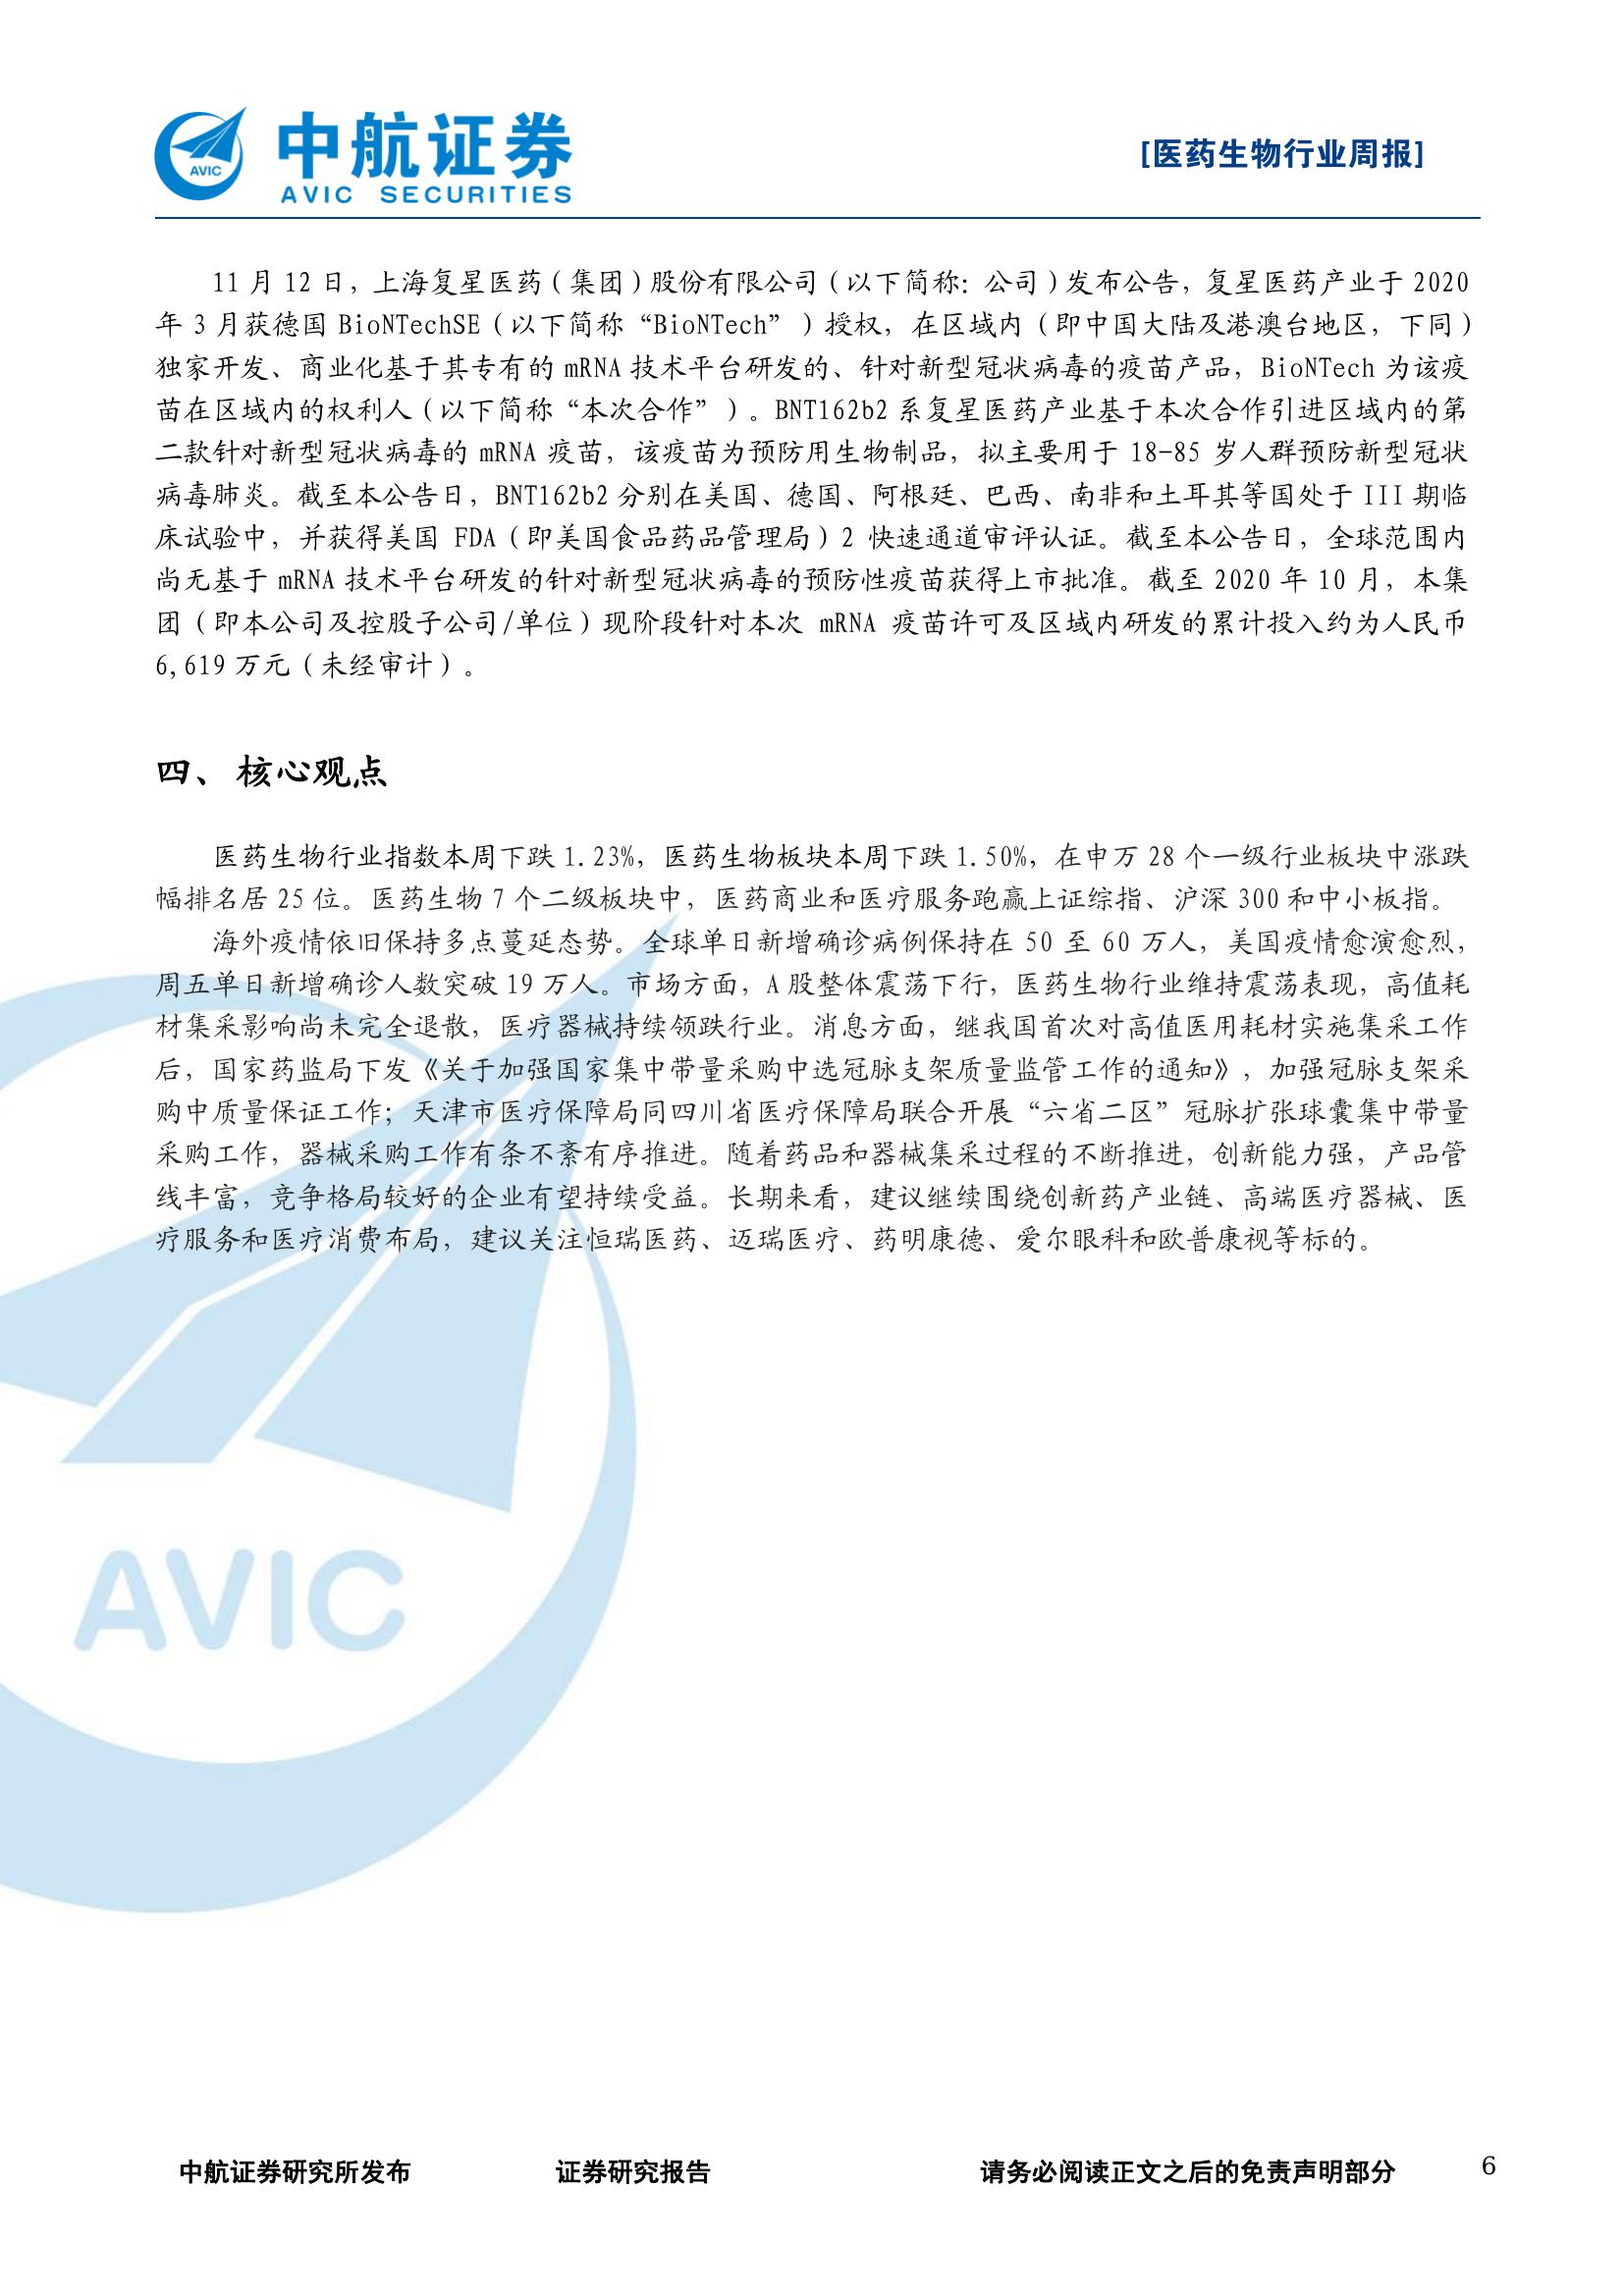 中航证券
AVIC SECURITIES
AVIC
[医药生物行业周报]
11 月 12 日，上海复星医药（集团）股份有限公司（以下简称：公司）发布公告，复星医药产业于 2020
年 3 月获德国 BioNTechSE（以下简称“BioNTech”）授权，在区域内（即中国大陆及港澳台地区，下同）
独家开发、商业化基于其专有的 mRNA 技术平台研发的、针对新型冠状病毒的疫苗产品，BioNTech 为该疫
苗在区域内的权利人（以下简称“本次合作”）。BNT162b2 系复星医药产业基于本次合作引进区域内的第
二款针对新型冠状病毒的 mRNA 疫苗，该疫苗为预防用生物制品，拟主要用于 18-85 岁人群预防新型冠状
病毒肺炎。截至本公告日，BNT162b2 分别在美国、德国、阿根廷、巴西、南非和土耳其等国处于 III 期临
床试验中，并获得美国 FDA（即美国食品药品管理局）2 快速通道审评认证。截至本公告日，全球范围内
尚无基于 mRNA 技术平台研发的针对新型冠状病毒的预防性疫苗获得上市批准。截至 2020 年 10 月，本集
团（即本公司及控股子公司/单位）现阶段针对本次 mRNA 疫苗许可及区域内研发的累计投入约为人民币
6,619 万元（未经审计）。
四、 核心观点
医药生物行业指数本周下跌 1.23%，医药生物板块本周下跌 1.50%，在申万 28 个一级行业板块中涨跌
幅排名居 25 位。医药生物 7 个二级板块中，医药商业和医疗服务跑赢上证综指、沪深 300 和中小板指。
海外疫情依旧保持多点蔓延态势。全球单日新增确诊病例保持在 50 至 60 万人，美国疫情愈演愈烈，
周五单日新增确诊人数突破 19 万人。市场方面，A 股整体震荡下行，医药生物行业维持震荡表现，高值耗
材集采影响尚未完全退散，医疗器械持续领跌行业。消息方面，继我国首次对高值医用耗材实施集采工作
后，国家药监局下发《关于加强国家集中带量采购中选冠脉支架质量监管工作的通知》，加强冠脉支架采
购中质量保证工作；天津市医疗保障局同四川省医疗保障局联合开展“六省二区”冠脉扩张球囊集中带量
采购工作，器械采购工作有条不紊有序推进。随着药品和器械集采过程的不断推进，创新能力强，产品管
线丰富，竞争格局较好的企业有望持续受益。长期来看，建议继续围绕创新药产业链、高端医疗器械、医
疗服务和医疗消费布局，建议关注恒瑞医药、迈瑞医疗、药明康德、爱尔眼科和欧普康视等标的。
AVIC
中航证券研究所发布 证券研究报告 请务必阅读正文之后的免责声明部分 6